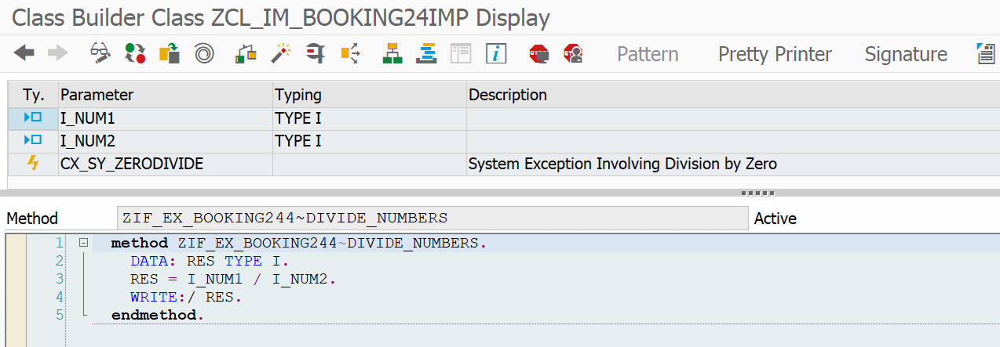 Class Builder Class ZCL_IM_BOOKING24IMP Display
Pattern Pretty Printer Signature
Ty. Parameter Typing Description
I_NUM1 TYPE I
I_NUM2 TYPE I
CX_SY_ZERODIVIDE System Exception Involving Division by Zero
Method ZIF_EX_BOOKING244~DIVIDE_NUMBERS Active
1 method ZIF_EX_BOOKING244~DIVIDE_NUMBERS.
2 DATA: RES TYPE I.
3 RES = I_NUM1 / I_NUM2.
4 WRITE:/ RES.
5 endmethod.